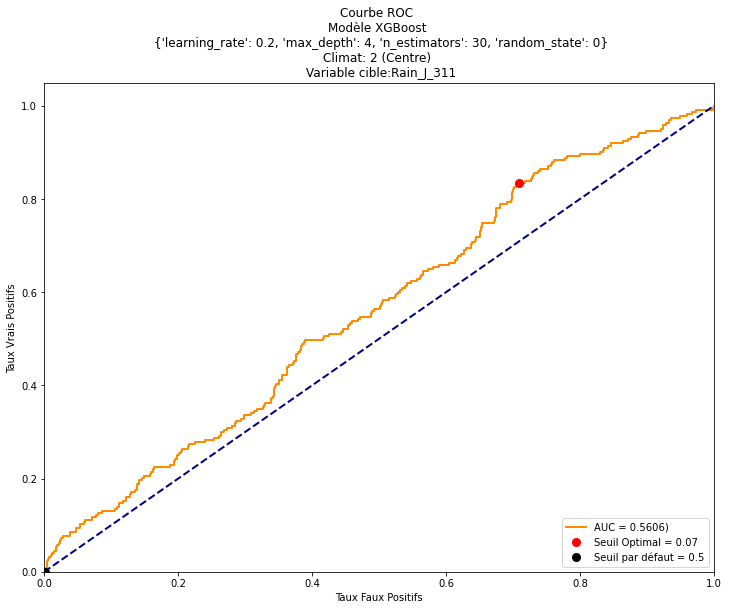 Courbe ROC
Modèle XGBoost
{'learning_rate': 0.2, 'max_depth': 4, 'n_estimators': 30, 'random_state': 0}
Climat: 2 (Centre)
Variable cible:Rain_J_311
Taux Vrais Positifs
1.0
0.8
0.6
0.4
0.2
0.0
0.0 0.2 0.4 0.6 0.8 1.0
Taux Faux Positifs
AUC = 0.5606)
Seuil Optimal = 0.07
Seuil par défaut = 0.5